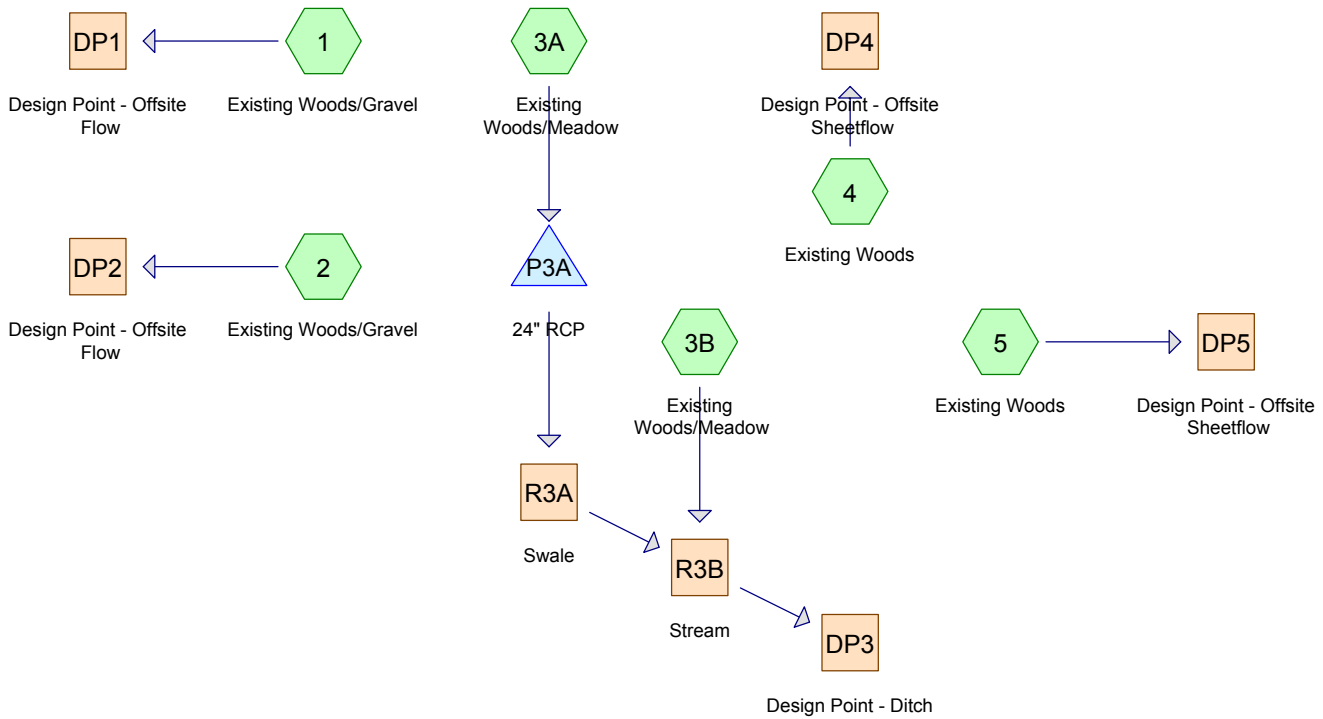 DP1
1
3A
DP4
Design Point - Offsite
Flow
Existing Woods/Gravel
Existing
Woods/Meadow
Design Point - Offsite
Sheetflow
4
Existing Woods
DP2
2
P3A
Design Point - Offsite
Flow
Existing Woods/Gravel
24" RCP
3B
5
DP5
Existing
Woods/Meadow
Existing Woods
Design Point - Offsite
Sheetflow
R3A
Swale
R3B
Stream
DP3
Design Point - Ditch